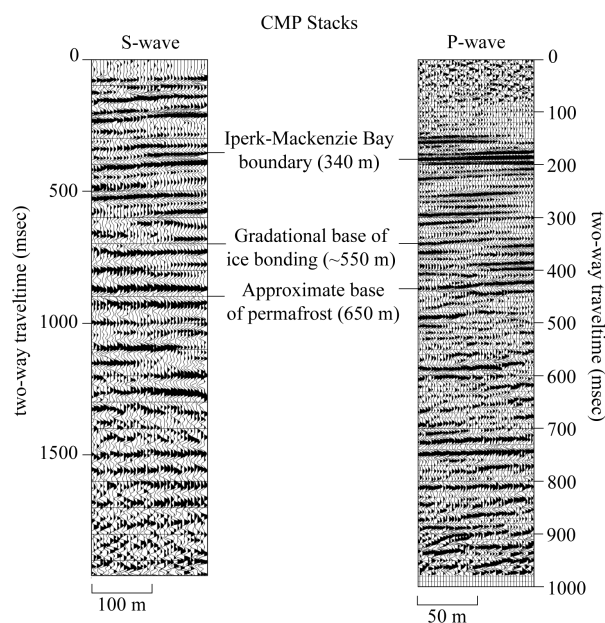 CMP Stacks
S-wave
P-wave
0
500
1000
1500
two-way traveltime (msec)
Iperk-Mackenzie Bay
boundary (340 m)
Gradational base of
ice bonding (~550 m)
Approximate base
of permafrost (650 m)
0
100
200
300
400
500
600
700
800
900
1000
two-way traveltime (msec)
100 m
50 m